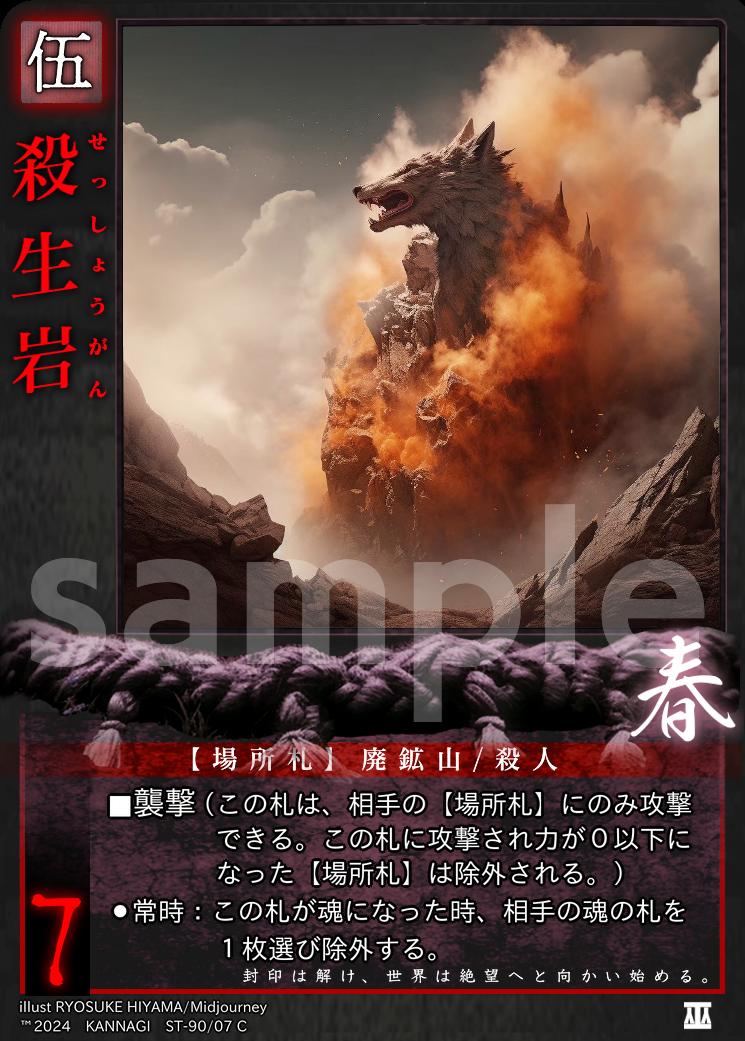 伍
殺生岩
せっしょうがん
sample
春
【場所札】廃鉱山/殺人
■襲撃(この札は、相手の【場所札】にのみ攻撃
できる。この札に攻撃され力が0以下に
なった【場所札】は除外される。)
●常時:この札が魂になった時、相手の魂の札を
1枚選び除外する。
7
封印は解け、世界は絶望へと向かい始める。
illust RYOSUKE HIYAMA/Midjourney
™2024 KANNAGI ST-90/07 C